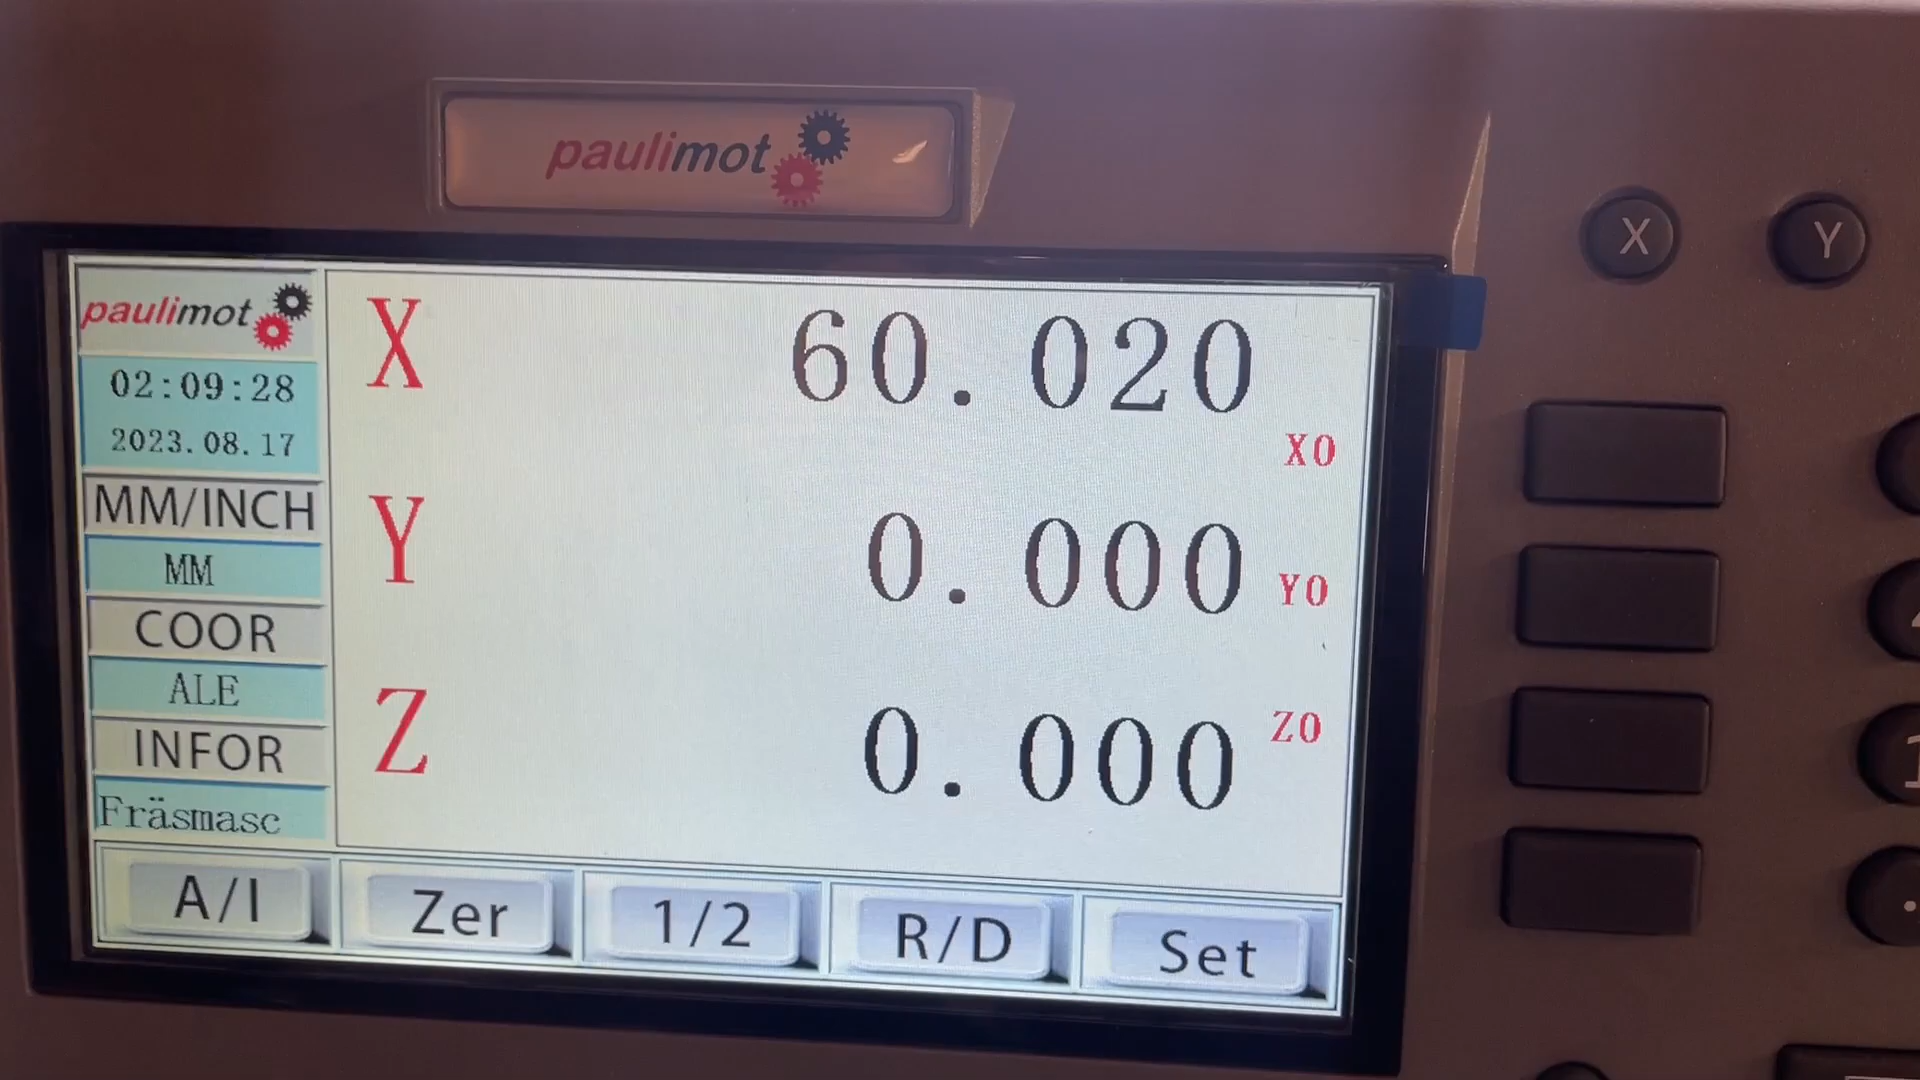 paulimot
X
Y
paulimot
02:09:28
2023.08.17
MM/INCH
MM
COOR
ALE
INFOR
Fräsmasc
X 60.020
X0
Y 0.000 Y0
Z 0.000 Z0
A/I Zer 1/2 R/D Set